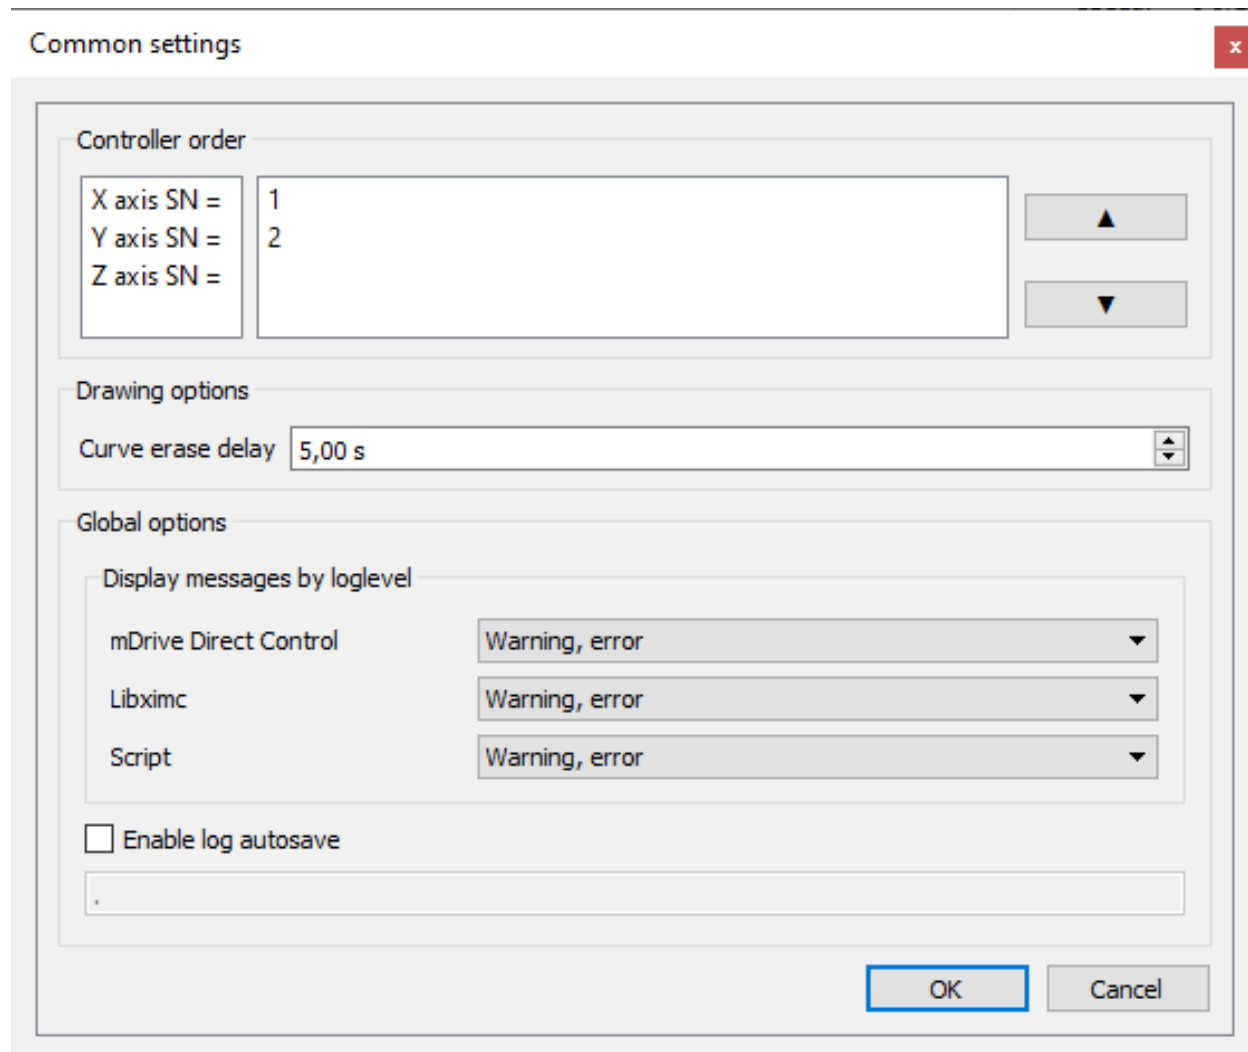 Common settings
x
Controller order
X axis SN = 1
Y axis SN = 2
Z axis SN =
▲
▼
Drawing options
Curve erase delay 5,00 s
Global options
Display messages by loglevel
mDrive Direct Control Warning, error
Libximc Warning, error
Script Warning, error
Enable log autosave
.
OK Cancel